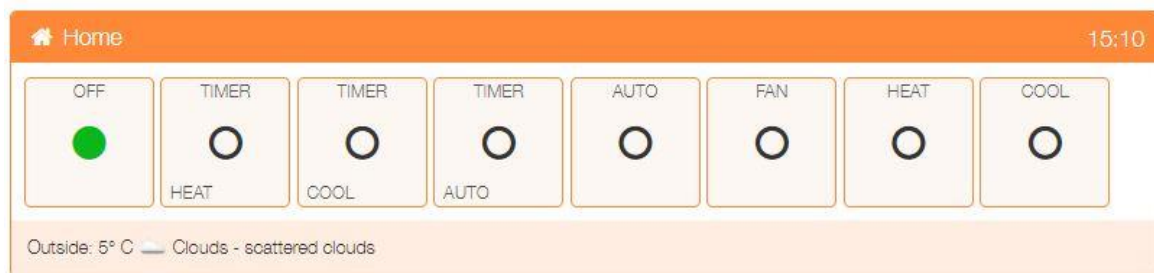 Home 15:10
OFF TIMER TIMER TIMER AUTO FAN HEAT COOL
HEAT COOL AUTO
Outside: 5° C Clouds - scattered clouds